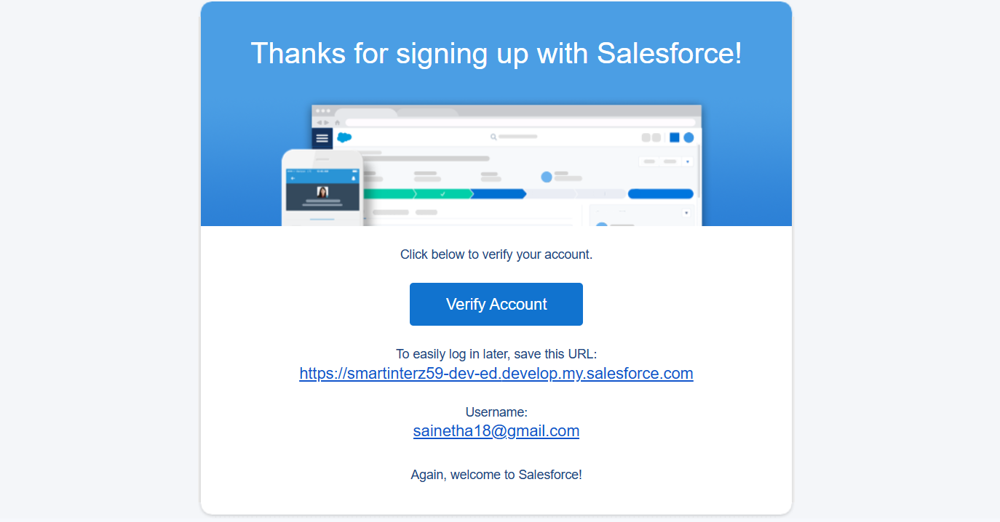 Thanks for signing up with Salesforce!
Click below to verify your account.
Verify Account
To easily log in later, save this URL:
https://smartinterz59-dev-ed.develop.my.salesforce.com
Username:
sainetha18@gmail.com
Again, welcome to Salesforce!